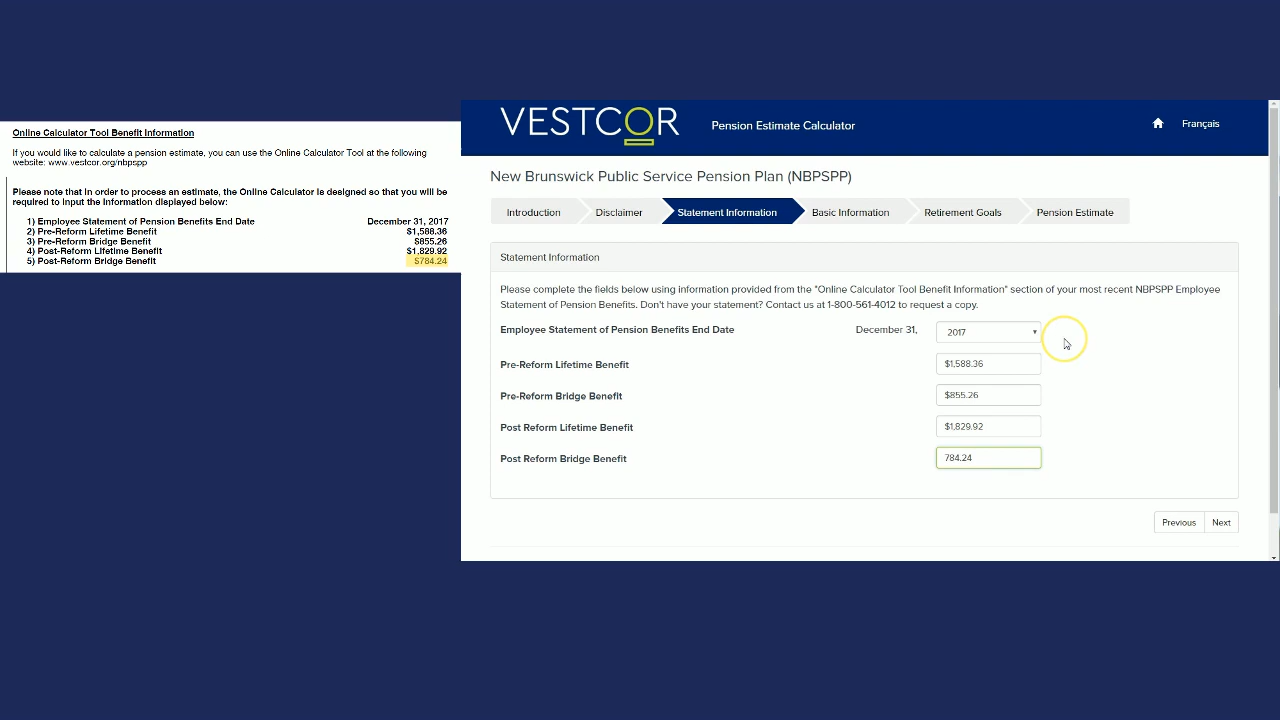 Online Calculator Tool Benefit Information
If you would like to calculate a pension estimate, you can use the Online Calculator Tool at the following
website: www.vestcor.org/nbpspp
Please note that in order to process an estimate, the Online Calculator is designed so that you will be
required to input the information displayed below:
1) Employee Statement of Pension Benefits End Date December 31, 2017
2) Pre-Reform Lifetime Benefit $1,588.36
3) Pre-Reform Bridge Benefit $855.26
4) Post-Reform Lifetime Benefit $1,829.92
5) Post-Reform Bridge Benefit $784.24
VESTCOR Pension Estimate Calculator Français
New Brunswick Public Service Pension Plan (NBPSPP)
Introduction Disclaimer Statement Information Basic Information Retirement Goals Pension Estimate
Statement Information
Please complete the fields below using information provided from the "Online Calculator Tool Benefit Information" section of your most recent NBPSPP Employee
Statement of Pension Benefits. Don't have your statement? Contact us at 1-800-561-4012 to request a copy.
Employee Statement of Pension Benefits End Date December 31, 2017
Pre-Reform Lifetime Benefit $1,588.36
Pre-Reform Bridge Benefit $855.26
Post Reform Lifetime Benefit $1,829.92
Post Reform Bridge Benefit 784.24
Previous Next